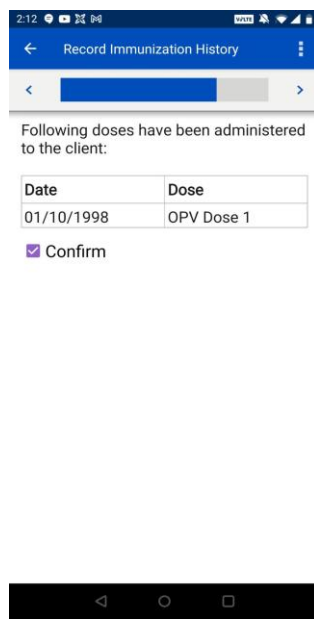 2:12
VoLTE
Record Immunization History
Following doses have been administered
to the client:
Date Dose
01/10/1998 OPV Dose 1
Confirm